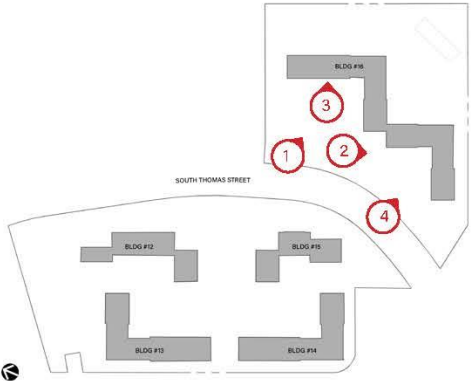 BLDG #16
3
1
2
SOUTH THOMAS STREET
4
BLDG #12
BLDG #15
BLDG #13
BLDG #14